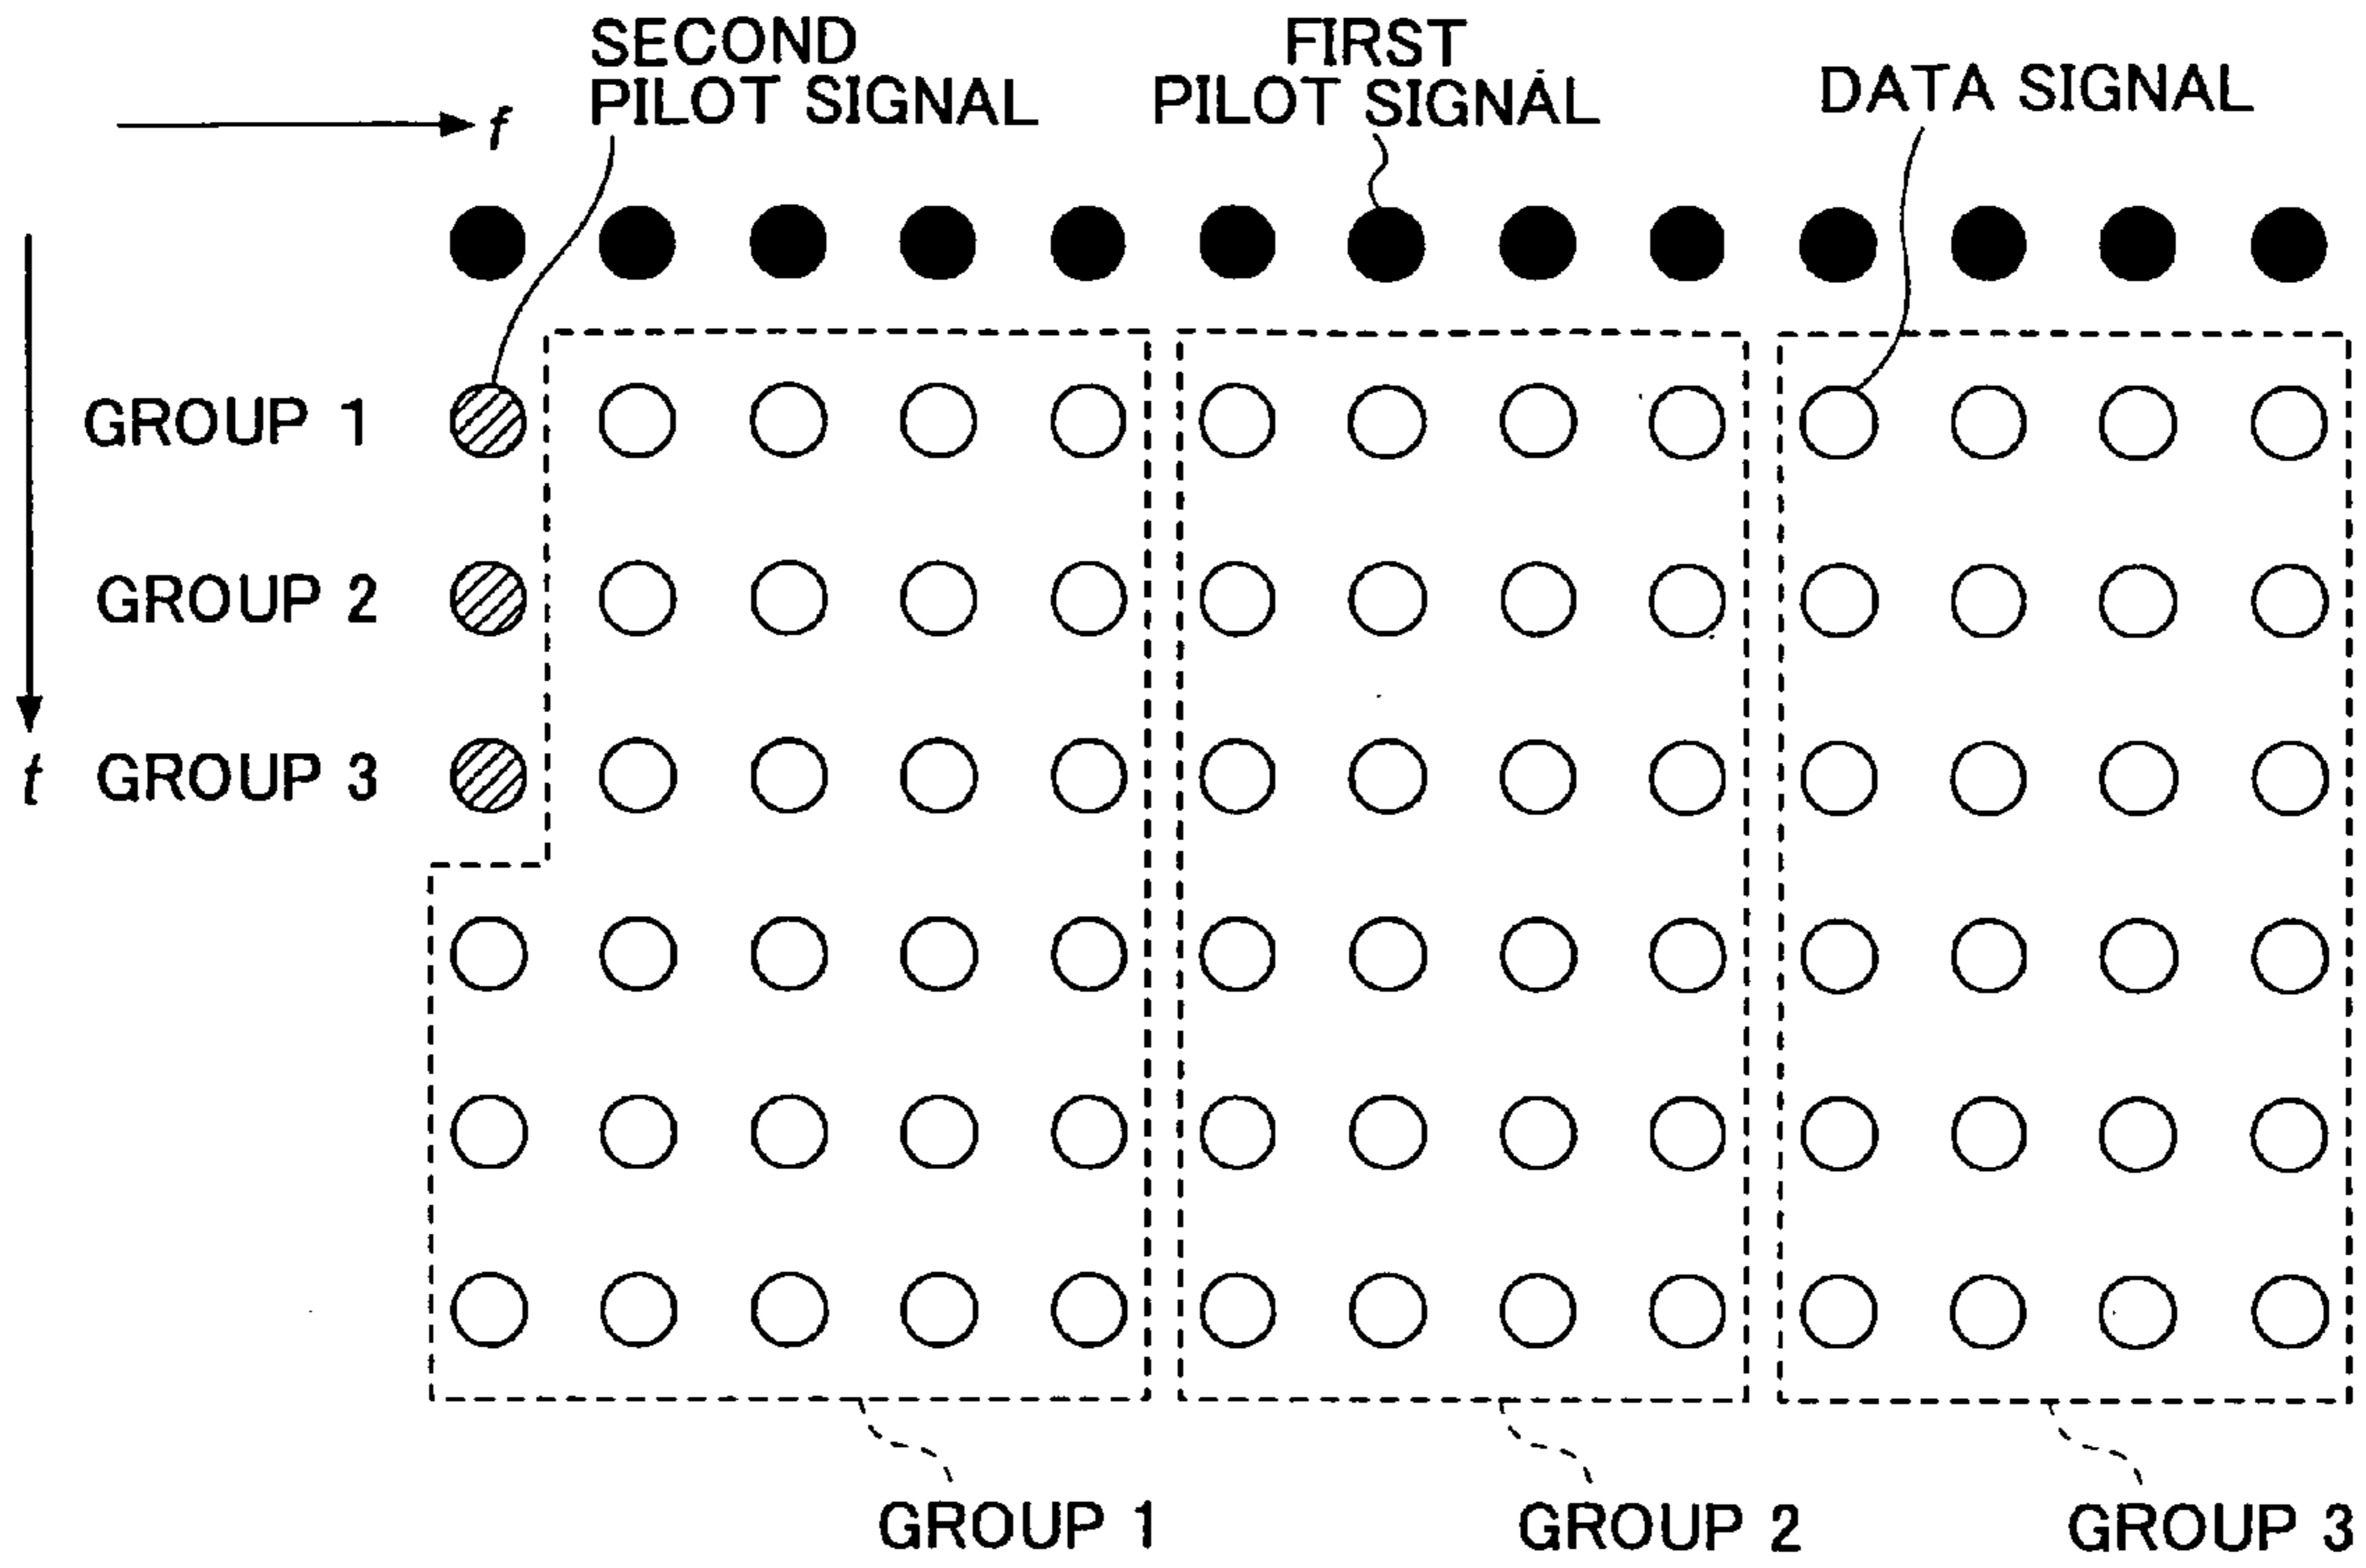 SECOND
PILOT SIGNAL
FIRST
PILOT SIGNAL
DATA SIGNAL
f
GROUP 1
GROUP 2
t
GROUP 3
GROUP 1
GROUP 2
GROUP 3